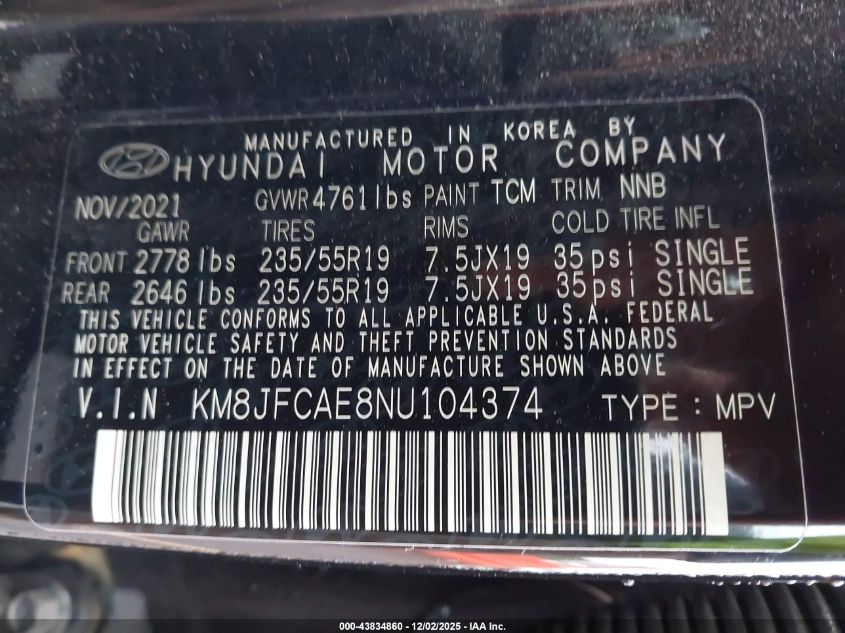 MANUFACTURED IN KOREA BY
HYUNDAI MOTOR COMPANY
NOV/2021 GVWR 4761 lbs PAINT TCM TRIM NNB
GAWR TIRES RIMS COLD TIRE INFL
FRONT 2778 lbs 235/55R19 7.5JX19 35psi SINGLE
REAR 2646 lbs 235/55R19 7.5JX19 35psi SINGLE
THIS VEHICLE CONFORMS TO ALL APPLICABLE U.S.A. FEDERAL
MOTOR VEHICLE SAFETY AND THEFT PREVENTION STANDARDS
IN EFFECT ON THE DATE OF MANUFACTURE SHOWN ABOVE
V.I.N KM8JFCAE8NU104374 TYPE: MPV
000-43834860 - 12/02/2025 - IAA Inc.